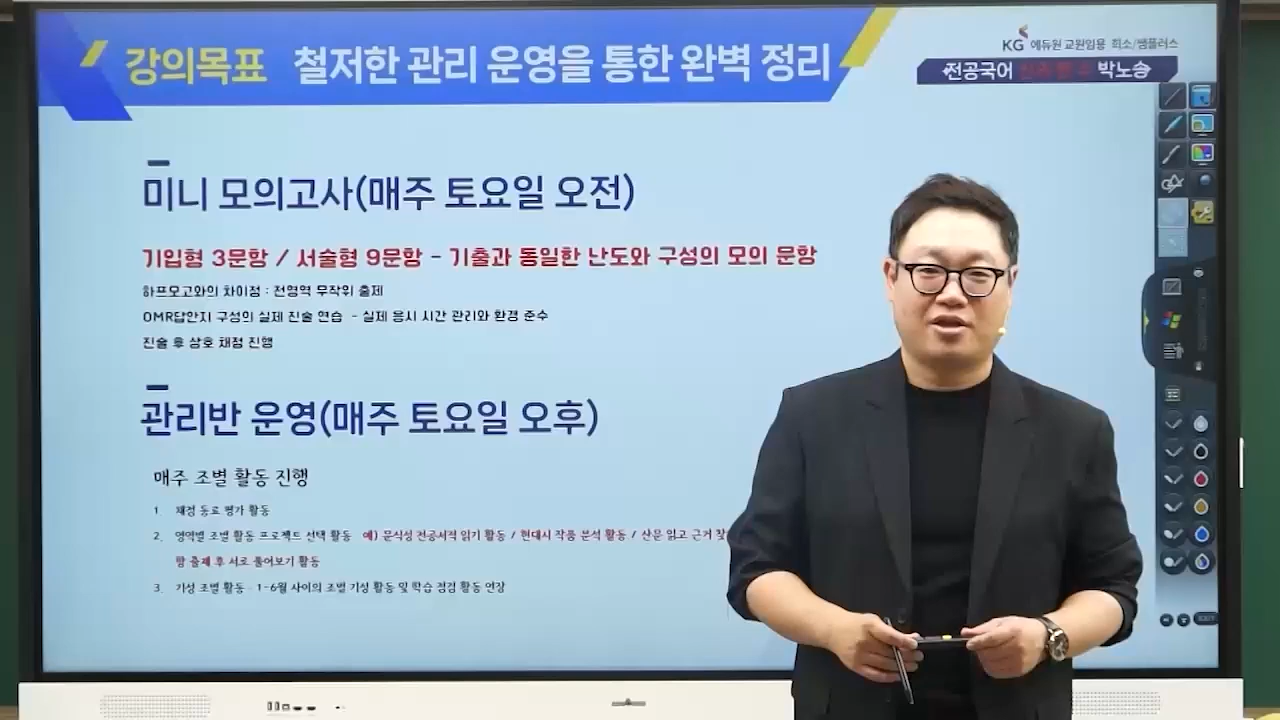 강의목표 철저한 관리 운영을 통한 완벽 정리
KG 에듀원 교원임용 희소/쌤플러스
전공국어 박노송
미니 모의고사(매주 토요일 오전)
기입형 3문항 / 서술형 9문항 - 기출과 동일한 난도와 구성의 모의 문항
하프모고와의 차이점 : 전영역 무작위 출제
OMR답안지 구성의 실제 진술 연습 - 실제 응시 시간 관리와 환경 준수
진술 후 상호 채점 진행
관리반 운영(매주 토요일 오후)
매주 조별 활동 진행
1. 채점 동료 평가 활동
2. 영역별 조별 활동 프로젝트 선택 활동 예) 문식성 전공서적 읽기 활동 / 현대시 작품 분석 활동 / 산문 읽고 근거 찾
항 출제 후 서로 풀어보기 활동
3. 기성 조별 활동 - 1-6월 사이의 조별 기성 활동 및 학습 점검 활동 연장